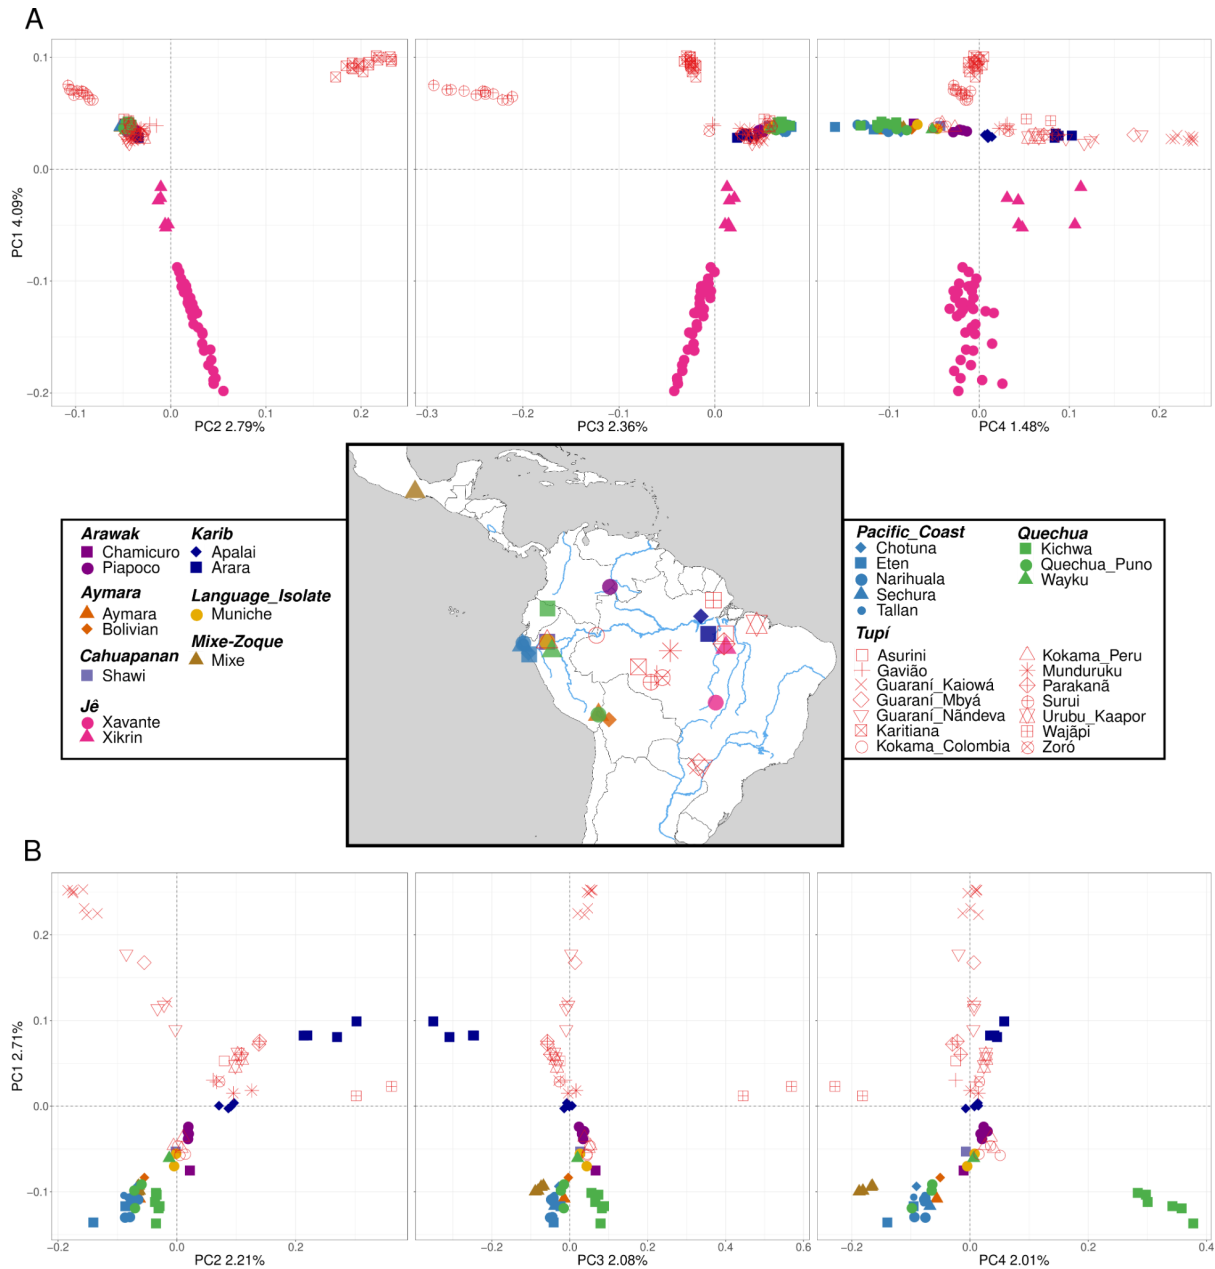 A
0.1
0.0
−0.1
−0.2
PC1 4.09%
−0.1 0.0 0.1 0.2
PC2 2.79%
−0.3 −0.2 −0.1 0.0
PC3 2.36%
−0.1 0.0 0.1 0.2
PC4 1.48%
Arawak
Chamicuro
Piapoco
Aymara
Aymara
Bolivian
Cahuapanan
Shawi
Jê
Xavante
Xikrin
Karib
Apalai
Arara
Language_Isolate
Muniche
Mixe-Zoque
Mixe
Pacific_Coast
Chotuna
Eten
Narihuala
Sechura
Tallan
Quechua
Kichwa
Quechua_Puno
Wayku
Tupí
Asurini
Gavião
Guaraní_Kaiowá
Guaraní_Mbyá
Guaraní_Nãndeva
Karitiana
Kokama_Colombia
Kokama_Peru
Munduruku
Parakanã
Surui
Urubu_Kaapor
Wajãpi
Zoró
B
0.2
0.1
0.0
−0.1
PC1 2.71%
−0.2 0.0 0.2
PC2 2.21%
−0.2 0.0 0.2 0.4 0.6
PC3 2.08%
−0.2 0.0 0.2 0.4
PC4 2.01%